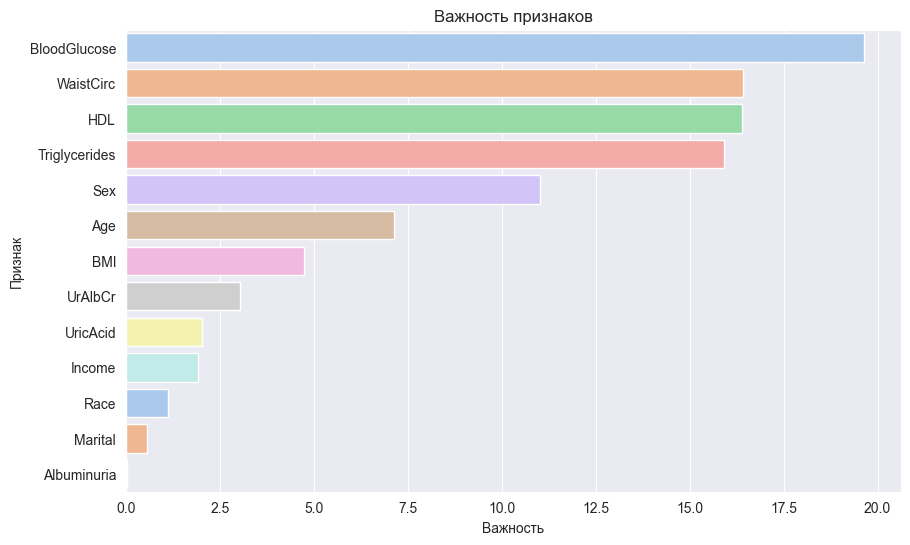 Важность признаков
Признак
BloodGlucose
WaistCirc
HDL
Triglycerides
Sex
Age
BMI
UrAlbCr
UricAcid
Income
Race
Marital
Albuminuria
0.0 2.5 5.0 7.5 10.0 12.5 15.0 17.5 20.0
Важность